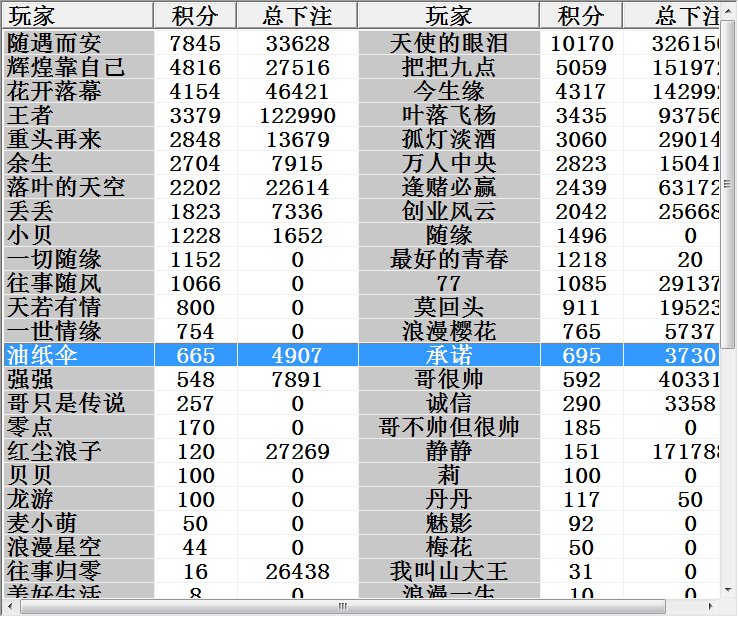 玩家 积分 总下注 玩家 积分 总下注
随遇而安 7845 33628 天使的眼泪 10170
辉煌靠自己 4816 27516 把把九点 5059
花开落幕 4154 46421 今生缘 4317
王者 3379 122990 叶落飞杨 3435 93756
重头再来 2848 13679 孤灯淡酒 3060 29014
余生 2704 7915 万人中央 2823 15041
落叶的天空 2202 22614 逢赌必赢 2439 63172
丢丢 1823 7336 创业风云 2042 25668
小贝 1228 1652 随缘 1496 0
一切随缘 1152 0 最好的青春 1218 20
往事随风 1066 0 77 1085 29137
天若有情 800 0 莫回头 911 19523
一世情缘 754 0 浪漫樱花 765 5737
油纸伞 665 4907 承诺 695 3730
强强 548 7891 哥很帅 592 40331
哥只是传说 257 0 诚信 290 3358
零点 170 0 哥不帅但很帅 185 0
红尘浪子 120 27269 静静 151
贝贝 100 0 莉 100 0
龙游 100 0 丹丹 117 50
麦小萌 50 0 魅影 92 0
浪漫星空 44 0 梅花 50 0
往事归零 16 26438 我叫山大王 31 0
美好生活 8 0 浪漫一生 10 0